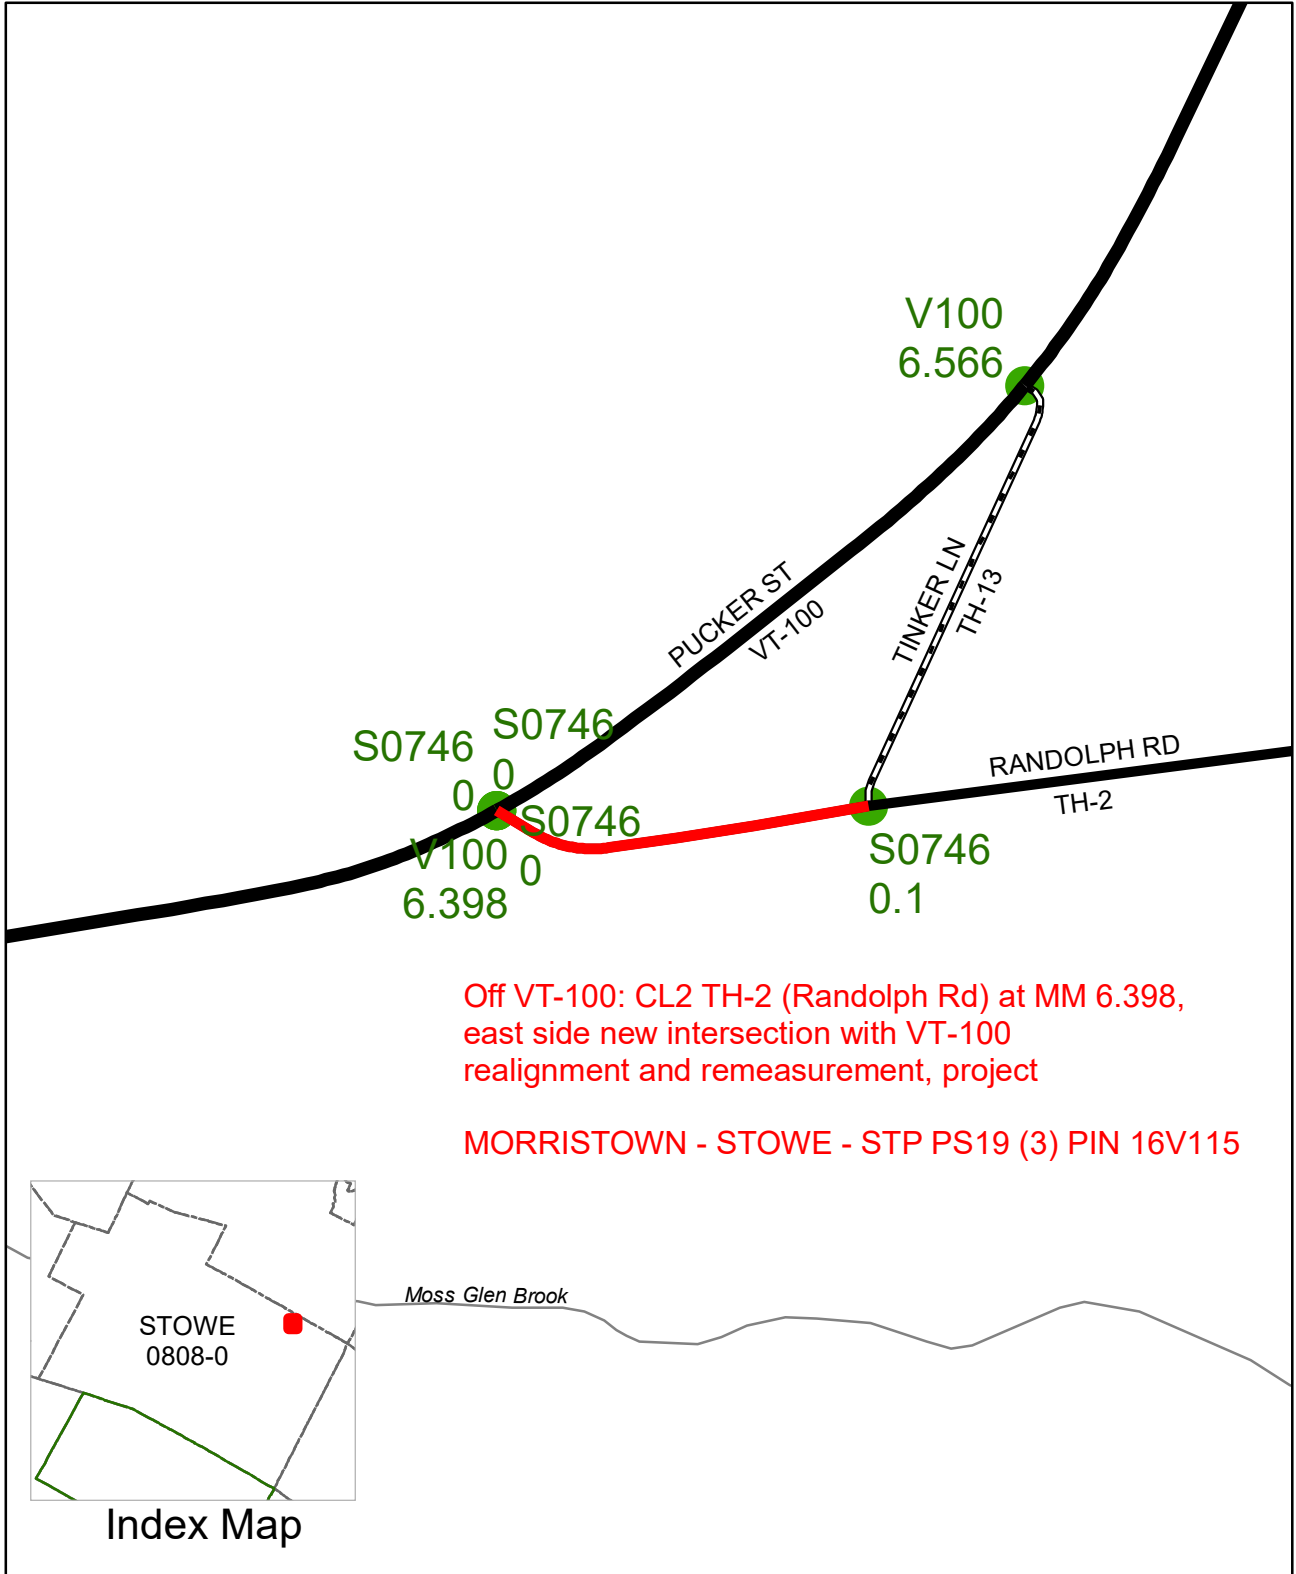 V100
6.566
TINKER LN
TH-13
PUCKER ST
VT-100
S0746
0
S0746
0
S0746
0
V100
6.398
RANDOLPH RD
TH-2
S0746
0.1
Off VT-100: CL2 TH-2 (Randolph Rd) at MM 6.398,
east side new intersection with VT-100
realignment and remeasurement, project
MORRISTOWN - STOWE - STP PS19 (3) PIN 16V115
Moss Glen Brook
STOWE
0808-0
Index Map